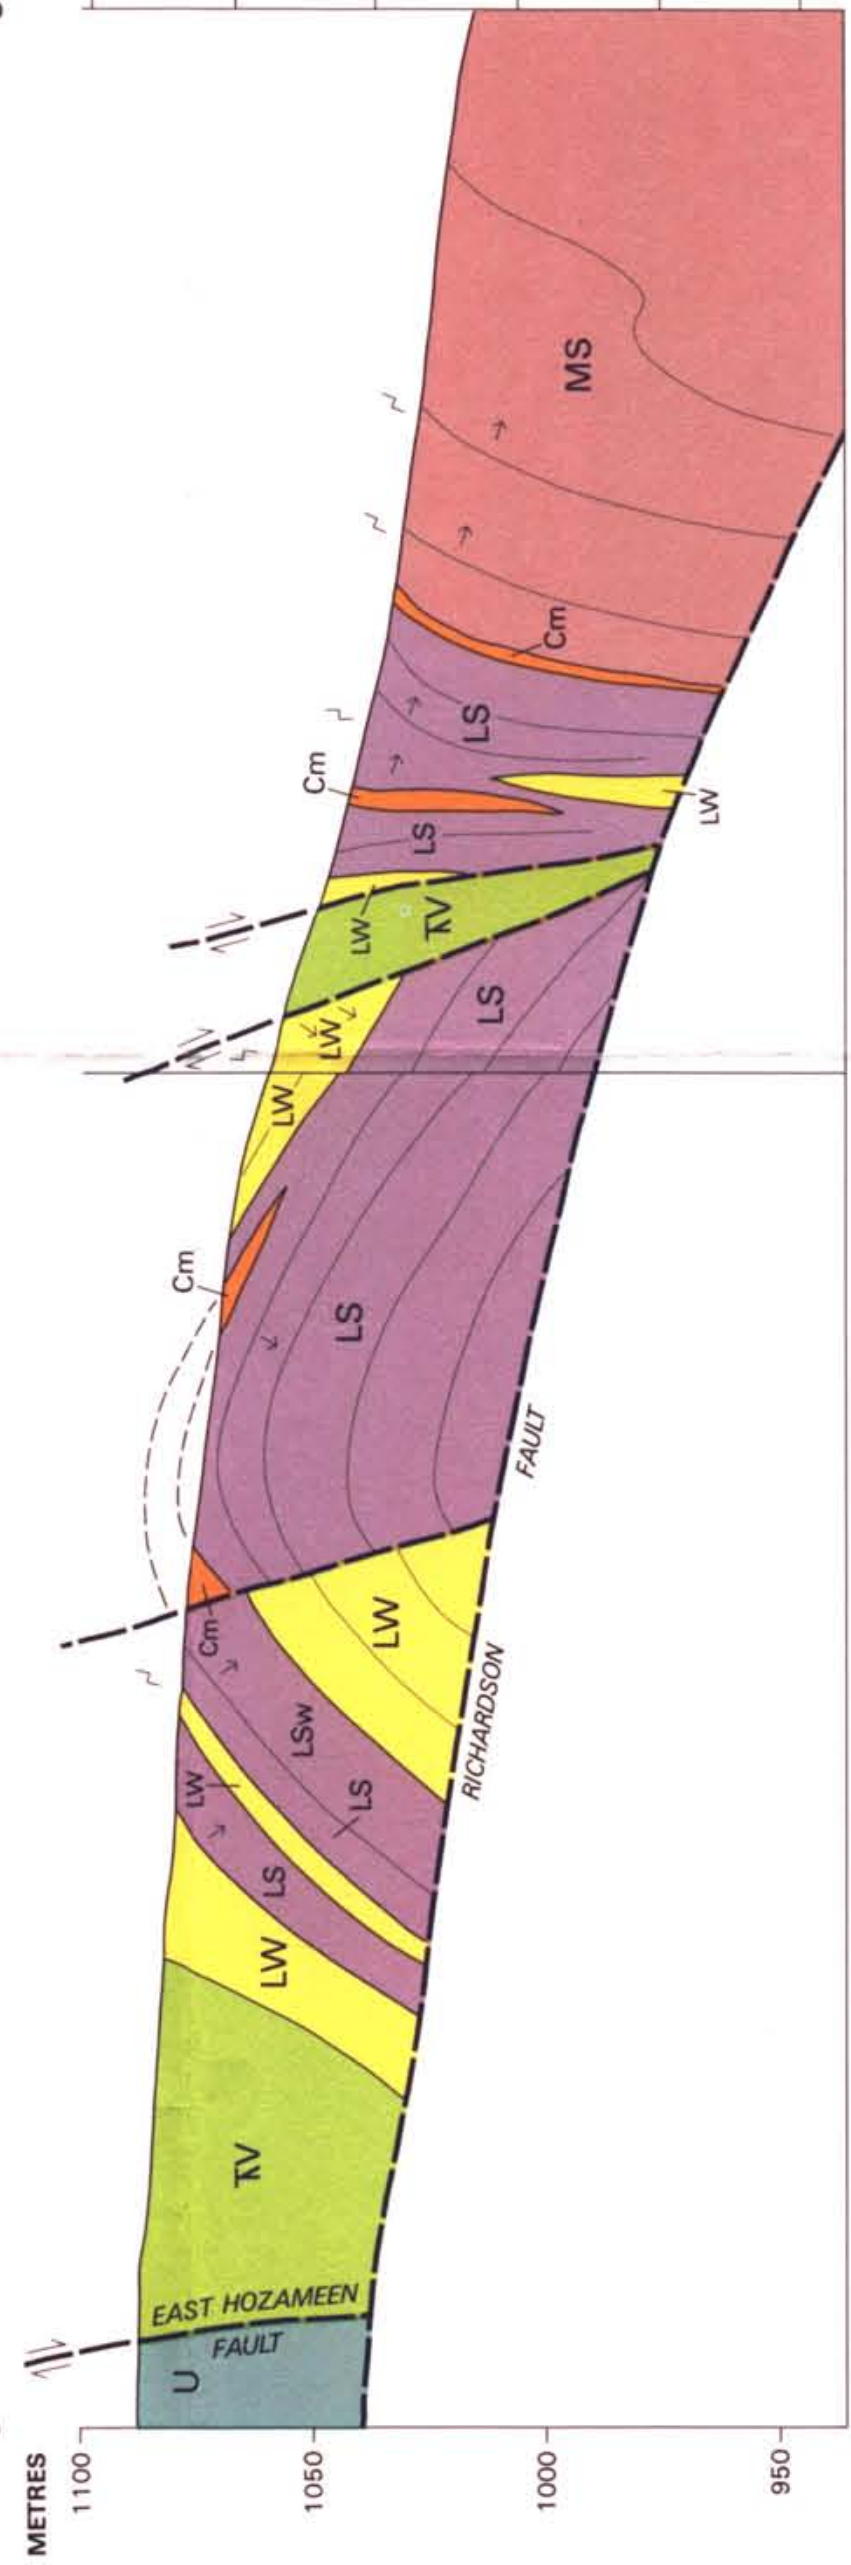 METRES
1100
1050
1000
950
U
EAST HOZAMEEN
FAULT
TV
LW
LS
LW
LS
LSw
Cm
LW
RICHARDSON
FAULT
Cm
LS
LW
LW
LS
LW
TV
LS
Cm
LW
LS
Cm
MS